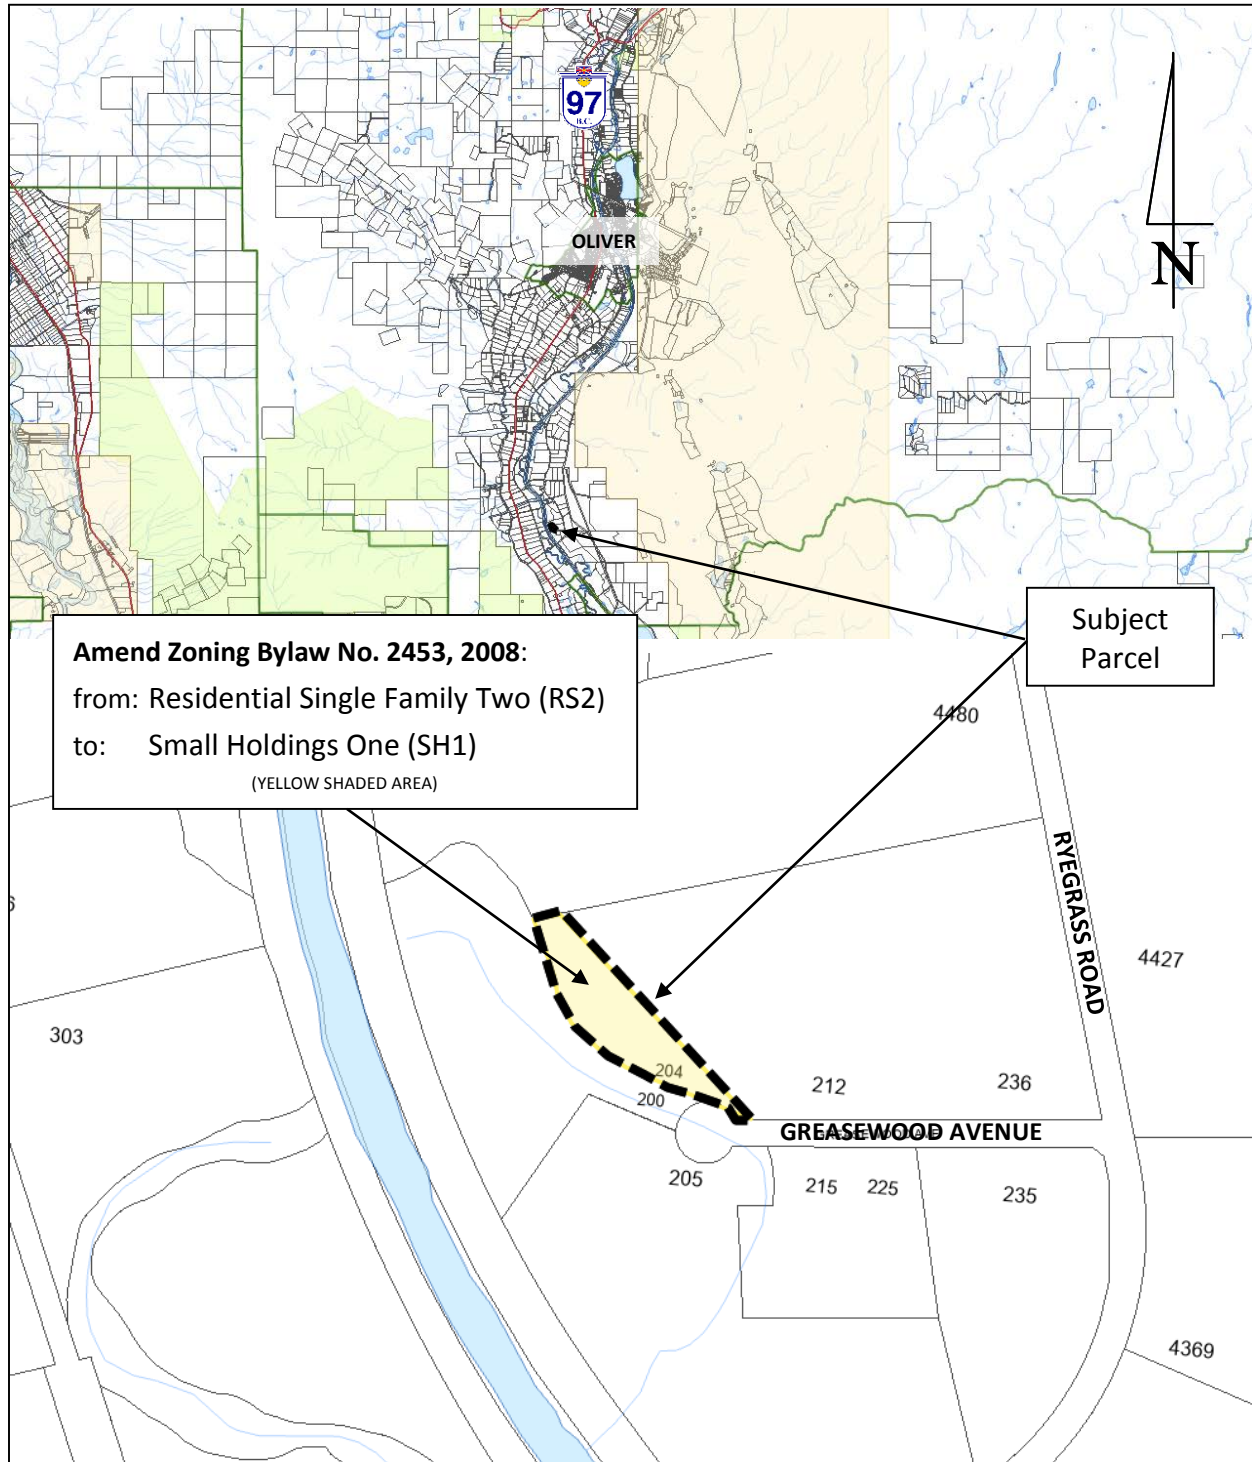 97
B.C.
OLIVER
N
Subject
Parcel
Amend Zoning Bylaw No. 2453, 2008:
from: Residential Single Family Two (RS2)
to: Small Holdings One (SH1)
(YELLOW SHADED AREA)
4480
RYEGRASS ROAD
4427
303
204
200
212
236
GREASEWOOD AVENUE
205
215
225
235
4369